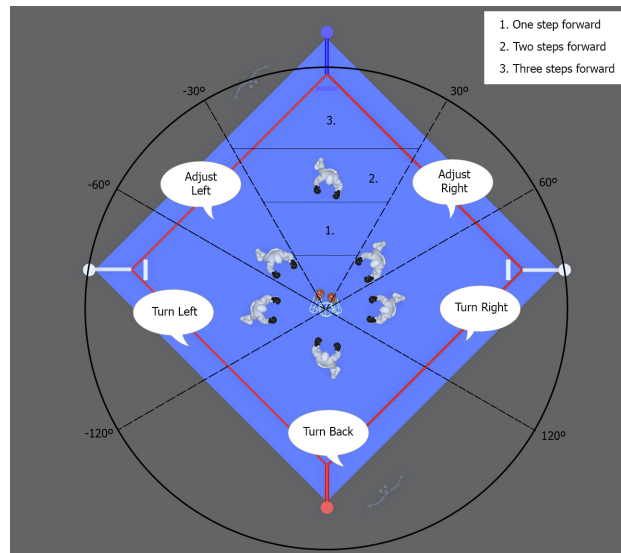 1. One step forward
2. Two steps forward
3. Three steps forward
-30º
30º
3.
Adjust
Left
Adjust
Right
2.
-60º
60º
1.
Turn Left
Turn Right
-120º
120º
Turn Back